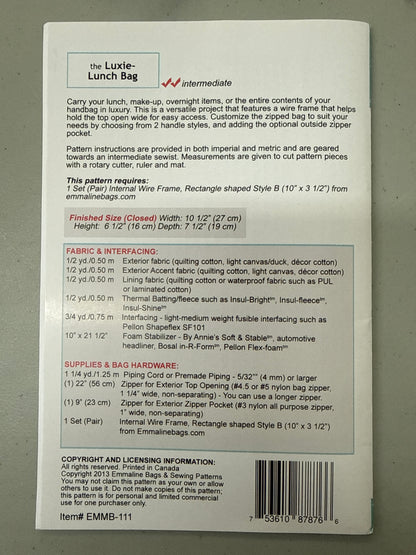 the Luxie-
Lunch Bag
intermediate
Carry your lunch, make-up, overnight items, or the entire contents of your
handbag in luxury. This is a versatile project that features a wire frame that helps
hold the top open wide for easy access. Customize the zipped bag to suit your
needs by choosing from 2 handle styles, and adding the optional outside zipper
pocket.
Pattern instructions are provided in both imperial and metric and are geared
towards an intermediate sewist. Measurements are given to cut pattern pieces
with a rotary cutter, ruler and mat.
This pattern requires:
1 Set (Pair) Internal Wire Frame, Rectangle shaped Style B (10" x 3 1/2") from
emmalinebags.com
Finished Size (Closed) Width: 10 1/2" (27 cm)
Height: 6 1/2" (16 cm) Depth: 7 1/2" (19 cm)
FABRIC & INTERFACING:
1/2 yd./0.50 m Exterior fabric (quilting cotton, light canvas/duck, décor cotton)
1/2 yd./0.50 m Exterior Accent fabric (quilting cotton, light canvas, décor cotton)
1/2 yd./0.50 m Lining fabric (quilting cotton or waterproof fabric such as PUL
or laminated cotton)
1/2 yd./0.50 m Thermal Batting/fleece such as Insul-Bright™, Insul-fleece™,
Insul-Shine™
3/4 yd./0.75 m Interfacing - light-medium weight fusible interfacing such as
Pellon Shapeflex SF101
10" x 21 1/2" Foam Stabilizer - By Annie's Soft & Stable™, automotive
headliner, Bosal in-R-Form™, Pellon Flex-foam™
SUPPLIES & BAG HARDWARE:
1 1/4 yd./1.25 m Piping Cord or Premade Piping - 5/32"" (4 mm) or larger
(1) 22" (56 cm) Zipper for Exterior Top Opening (#4.5 or #5 nylon bag zipper,
1 1/4" wide, non-separating) - You can use a longer zipper.
(1) 9" (23 cm) Zipper for Exterior Zipper Pocket (#3 nylon all purpose zipper,
1" wide, non-separating)
1 Set (Pair) Internal Wire Frame, Rectangle shaped Style B (10" x 3 1/2")
from Emmalinebags.com
COPYRIGHT AND LICENSING INFORMATION:
All rights reserved. Printed in Canada
Copyright 2013 Emmaline Bags & Sewing Patterns
You may not claim this pattern as your own or allow
others to use it. Do not make copies of this pattern;
this pattern is for personal and limited commercial
use for one purchaser only.
Item# EMMB-111
7 53610 87876 6